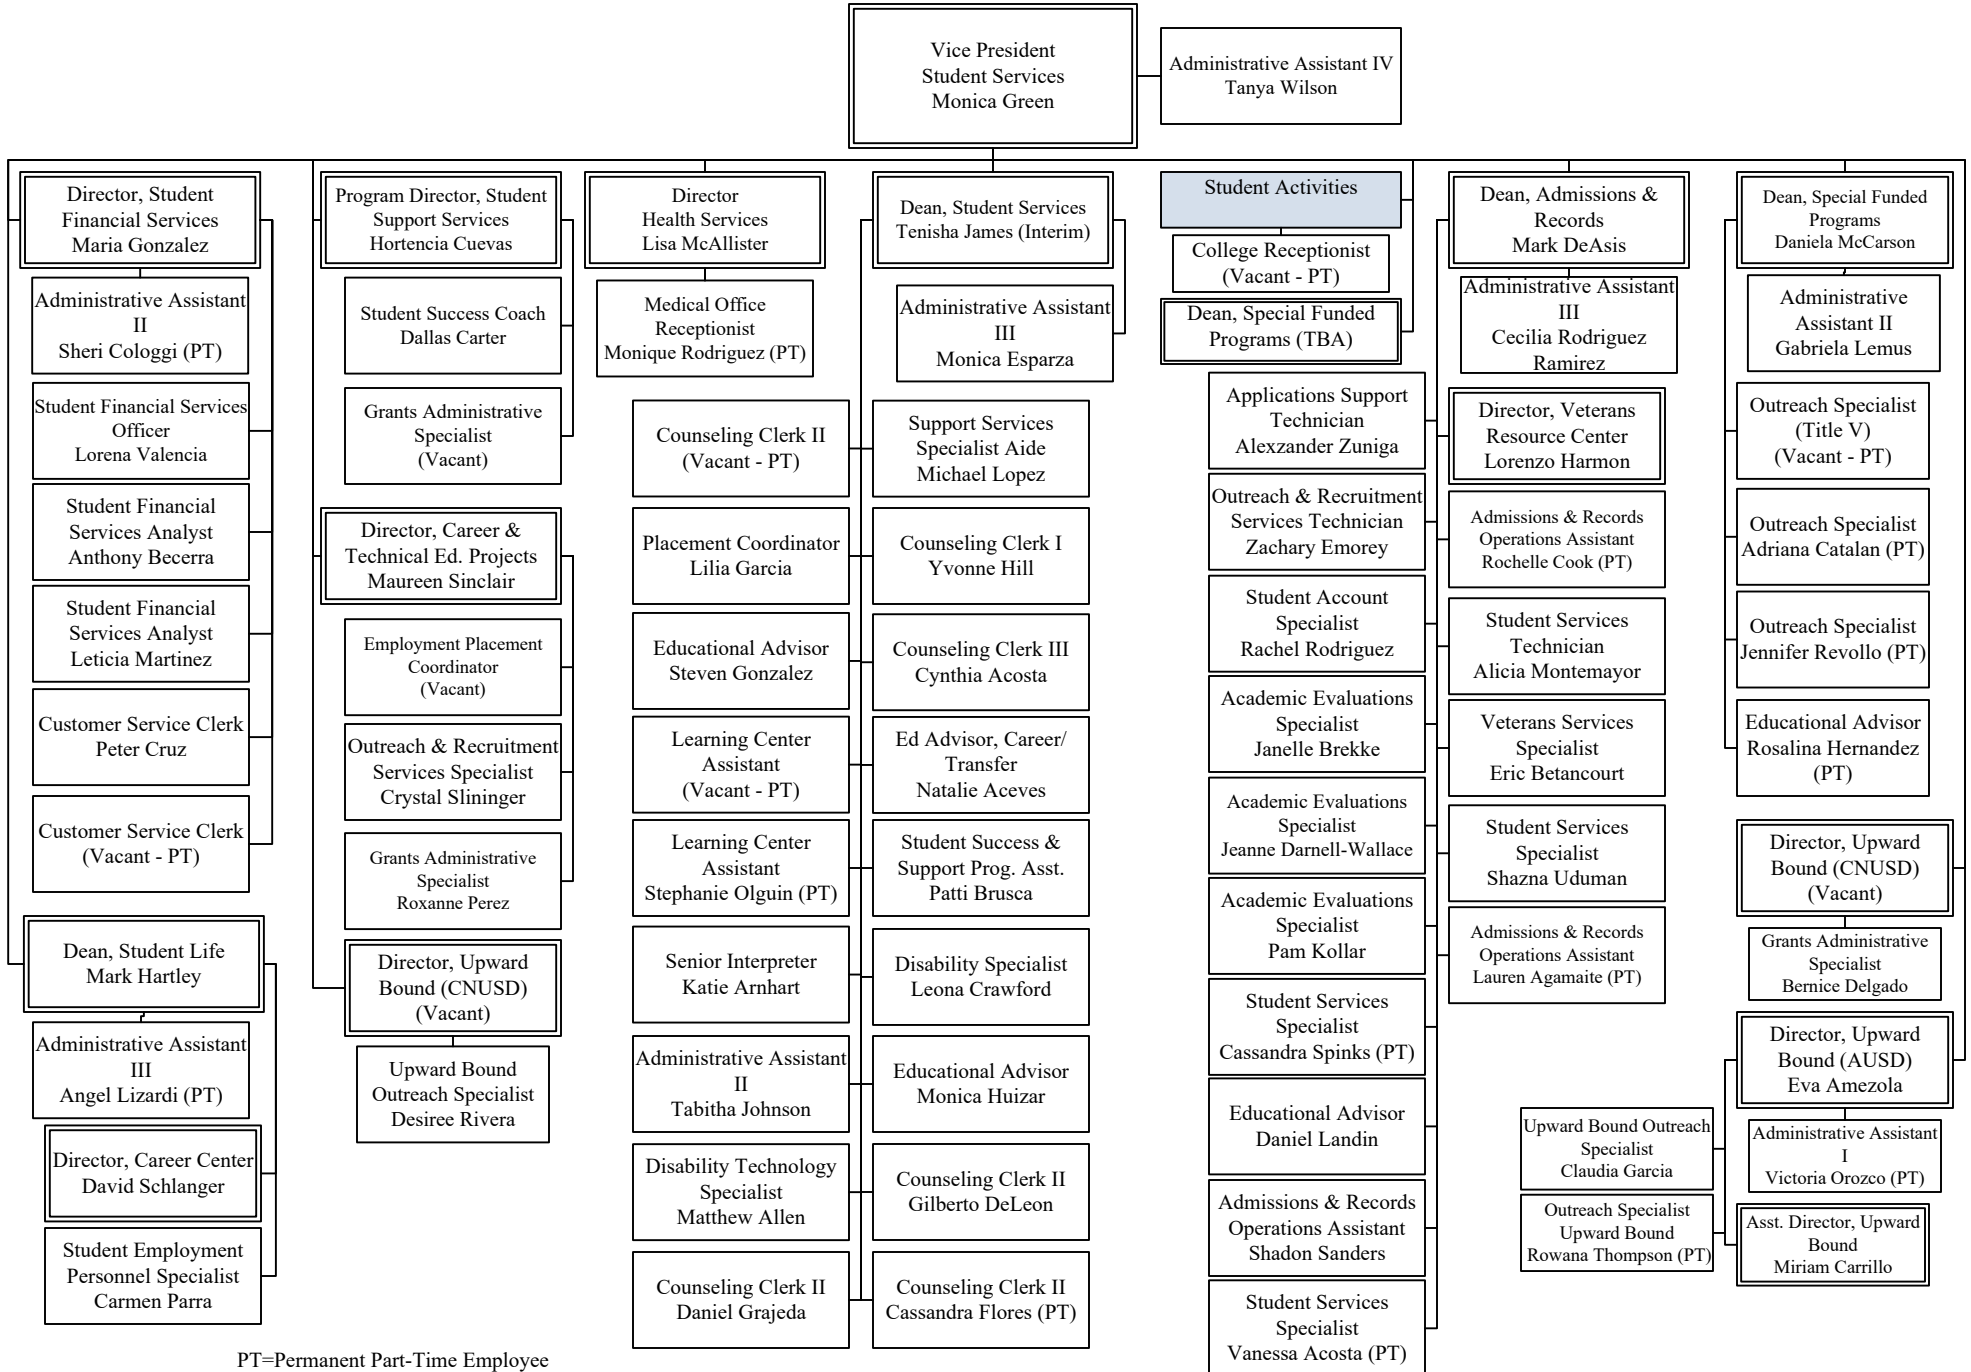 Vice President
Student Services
Monica Green
Administrative Assistant IV
Tanya Wilson
Director, Student
Financial Services
Maria Gonzalez
Administrative Assistant
II
Sheri Cologgi (PT)
Student Financial Services
Officer
Lorena Valencia
Student Financial
Services Analyst
Anthony Becerra
Student Financial
Services Analyst
Leticia Martinez
Customer Service Clerk
Peter Cruz
Customer Service Clerk
(Vacant - PT)
Dean, Student Life
Mark Hartley
Administrative Assistant
III
Angel Lizardi (PT)
Director, Career Center
David Schlanger
Student Employment
Personnel Specialist
Carmen Parra
Program Director, Student
Support Services
Hortencia Cuevas
Student Success Coach
Dallas Carter
Grants Administrative
Specialist
(Vacant)
Director, Career &
Technical Ed. Projects
Maureen Sinclair
Employment Placement
Coordinator
(Vacant)
Outreach & Recruitment
Services Specialist
Crystal Slininger
Grants Administrative
Specialist
Roxanne Perez
Director, Upward
Bound (CNUSD)
(Vacant)
Upward Bound
Outreach Specialist
Desiree Rivera
Director
Health Services
Lisa McAllister
Medical Office
Receptionist
Monique Rodriguez (PT)
Dean, Student Services
Tenisha James (Interim)
Administrative Assistant
III
Monica Esparza
Counseling Clerk II
(Vacant - PT)
Support Services
Specialist Aide
Michael Lopez
Placement Coordinator
Lilia Garcia
Counseling Clerk I
Yvonne Hill
Educational Advisor
Steven Gonzalez
Counseling Clerk III
Cynthia Acosta
Learning Center
Assistant
(Vacant - PT)
Ed Advisor, Career/
Transfer
Natalie Aceves
Learning Center
Assistant
Stephanie Olguin (PT)
Student Success &
Support Prog. Asst.
Patti Brusca
Senior Interpreter
Katie Arnhart
Disability Specialist
Leona Crawford
Administrative Assistant
II
Tabitha Johnson
Educational Advisor
Monica Huizar
Disability Technology
Specialist
Matthew Allen
Counseling Clerk II
Gilberto DeLeon
Counseling Clerk II
Daniel Grajeda
Counseling Clerk II
Cassandra Flores (PT)
Student Activities
College Receptionist
(Vacant - PT)
Dean, Special Funded
Programs (TBA)
Dean, Admissions &
Records
Mark DeAsis
Administrative Assistant
III
Cecilia Rodriguez
Ramirez
Applications Support
Technician
Alexzander Zuniga
Director, Veterans
Resource Center
Lorenzo Harmon
Outreach & Recruitment
Services Technician
Zachary Emorey
Admissions & Records
Operations Assistant
Rochelle Cook (PT)
Student Account
Specialist
Rachel Rodriguez
Student Services
Technician
Alicia Montemayor
Academic Evaluations
Specialist
Janelle Brekke
Veterans Services
Specialist
Eric Betancourt
Academic Evaluations
Specialist
Jeanne Darnell-Wallace
Student Services
Specialist
Shazna Uduman
Academic Evaluations
Specialist
Pam Kollar
Admissions & Records
Operations Assistant
Lauren Agamaite (PT)
Student Services
Specialist
Cassandra Spinks (PT)
Educational Advisor
Daniel Landin
Admissions & Records
Operations Assistant
Shadon Sanders
Student Services
Specialist
Vanessa Acosta (PT)
Dean, Special Funded
Programs
Daniela McCarson
Administrative
Assistant II
Gabriela Lemus
Outreach Specialist
(Title V)
(Vacant - PT)
Outreach Specialist
Adriana Catalan (PT)
Outreach Specialist
Jennifer Revollo (PT)
Educational Advisor
Rosalina Hernandez
(PT)
Director, Upward
Bound (CNUSD)
(Vacant)
Grants Administrative
Specialist
Bernice Delgado
Director, Upward
Bound (AUSD)
Eva Amezola
Upward Bound Outreach
Specialist
Claudia Garcia
Administrative Assistant
I
Victoria Orozco (PT)
Outreach Specialist
Upward Bound
Rowana Thompson (PT)
Asst. Director, Upward
Bound
Miriam Carrillo
PT=Permanent Part-Time Employee